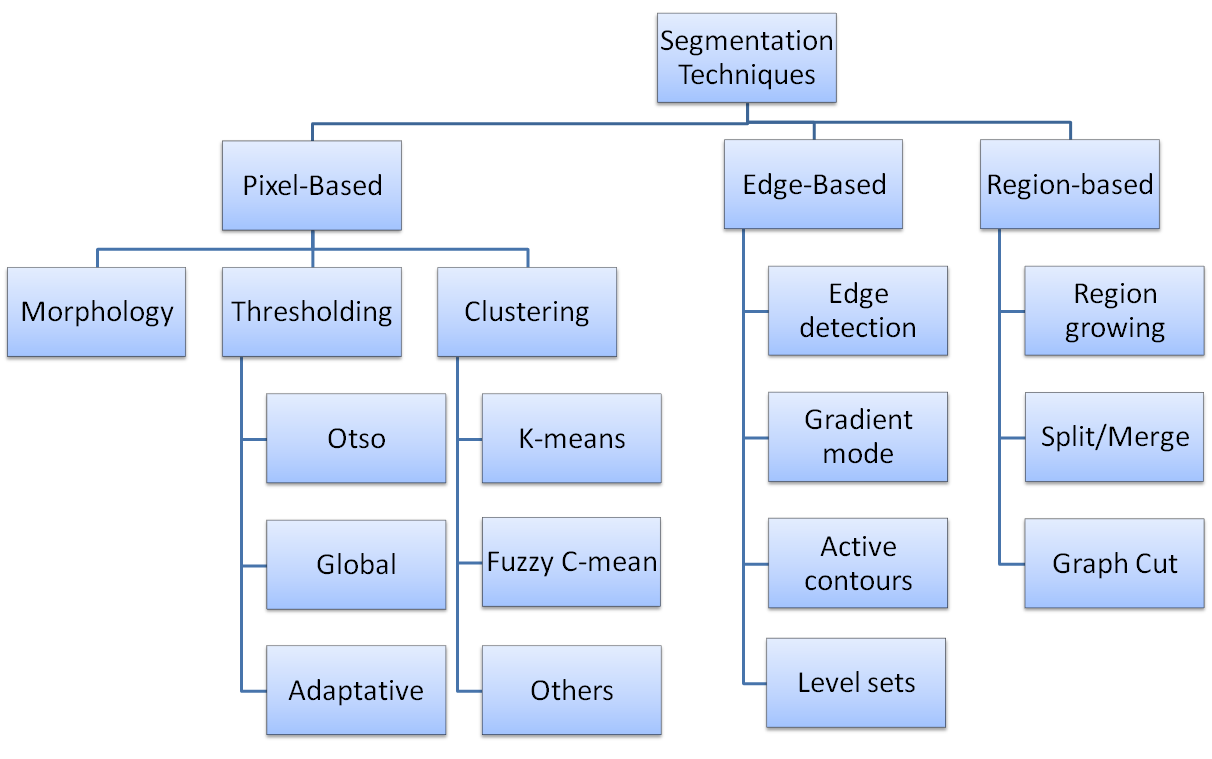 Segmentation
Techniques
Pixel-Based
Edge-Based
Region-based
Morphology
Thresholding
Clustering
Edge
detection
Region
growing
Otso
K-means
Gradient
mode
Split/Merge
Global
Fuzzy C-mean
Active
contours
Graph Cut
Adaptative
Others
Level sets